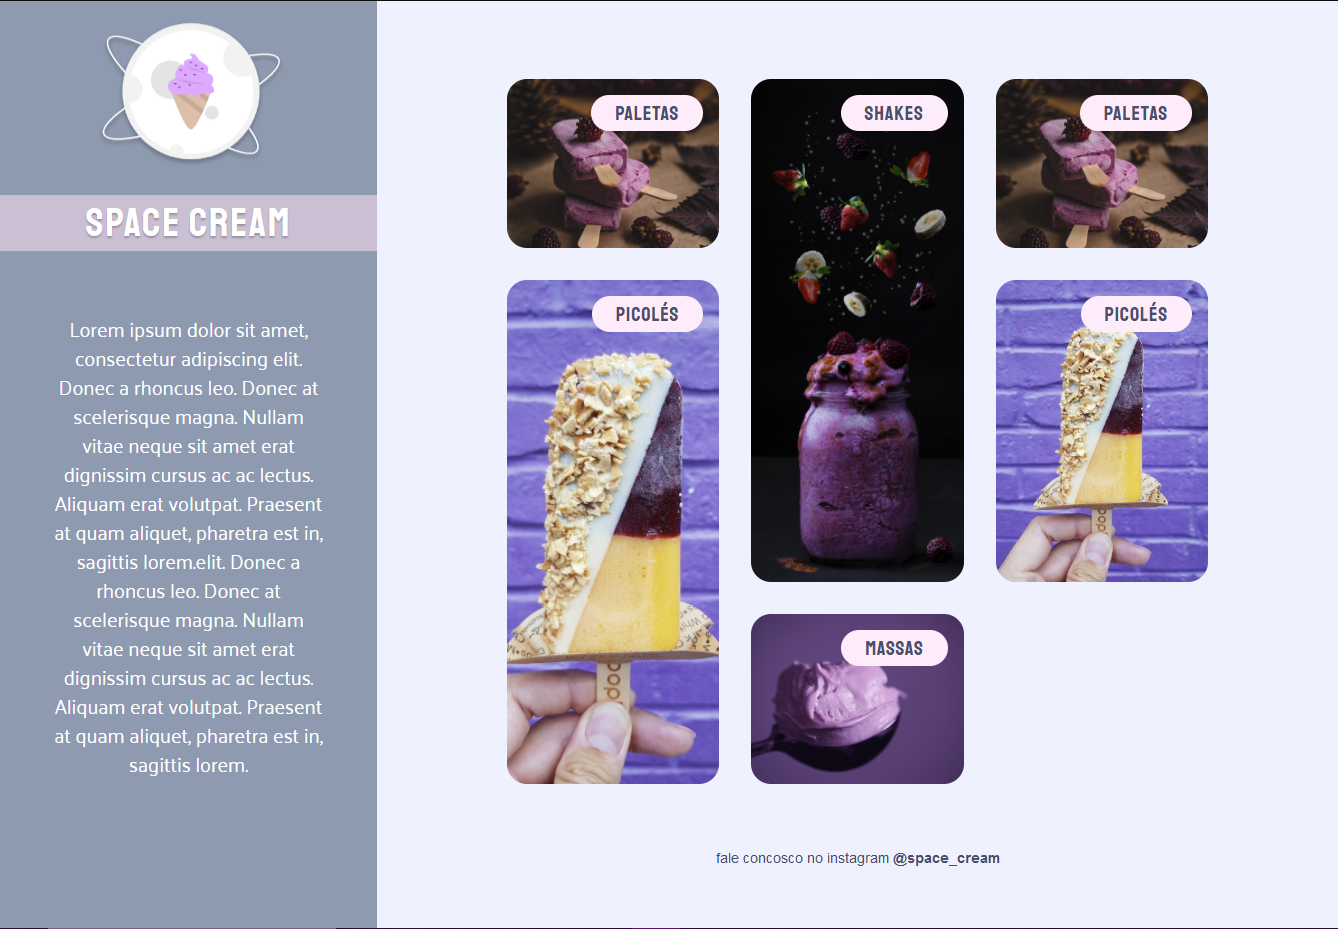 SPACE CREAM
Lorem ipsum dolor sit amet,
consectetur adipiscing elit.
Donec a rhoncus leo. Donec at
scelerisque magna. Nullam
vitae neque sit amet erat
dignissim cursus ac ac lectus.
Aliquam erat volutpat. Praesent
at quam aliquet, pharetra est in,
sagittis lorem.elit. Donec a
rhoncus leo. Donec at
scelerisque magna. Nullam
vitae neque sit amet erat
dignissim cursus ac ac lectus.
Aliquam erat volutpat. Praesent
at quam aliquet, pharetra est in,
sagittis lorem.
PALETAS
SHAKES
PALETAS
PICOLÉS
PICOLÉS
MASSAS
fale concosco no instagram @space_cream